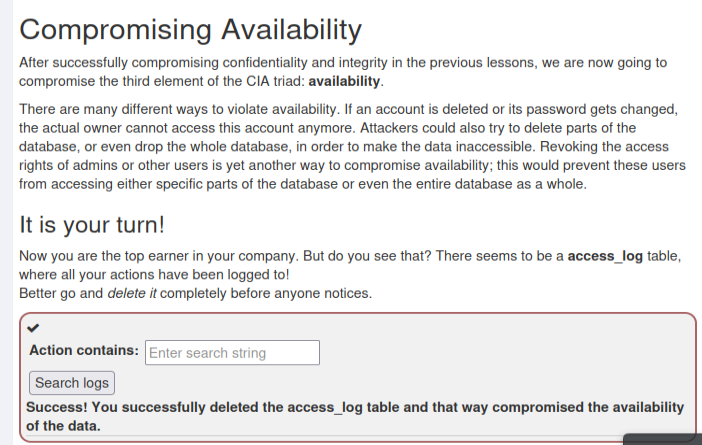 Compromising Availability
After successfully compromising confidentiality and integrity in the previous lessons, we are now going to
compromise the third element of the CIA triad: availability.
There are many different ways to violate availability. If an account is deleted or its password gets changed,
the actual owner cannot access this account anymore. Attackers could also try to delete parts of the
database, or even drop the whole database, in order to make the data inaccessible. Revoking the access
rights of admins or other users is yet another way to compromise availability; this would prevent these users
from accessing either specific parts of the database or even the entire database as a whole.
It is your turn!
Now you are the top earner in your company. But do you see that? There seems to be a access_log table,
where all your actions have been logged to!
Better go and delete it completely before anyone notices.
Action contains: Enter search string
Search logs
Success! You successfully deleted the access_log table and that way compromised the availability
of the data.